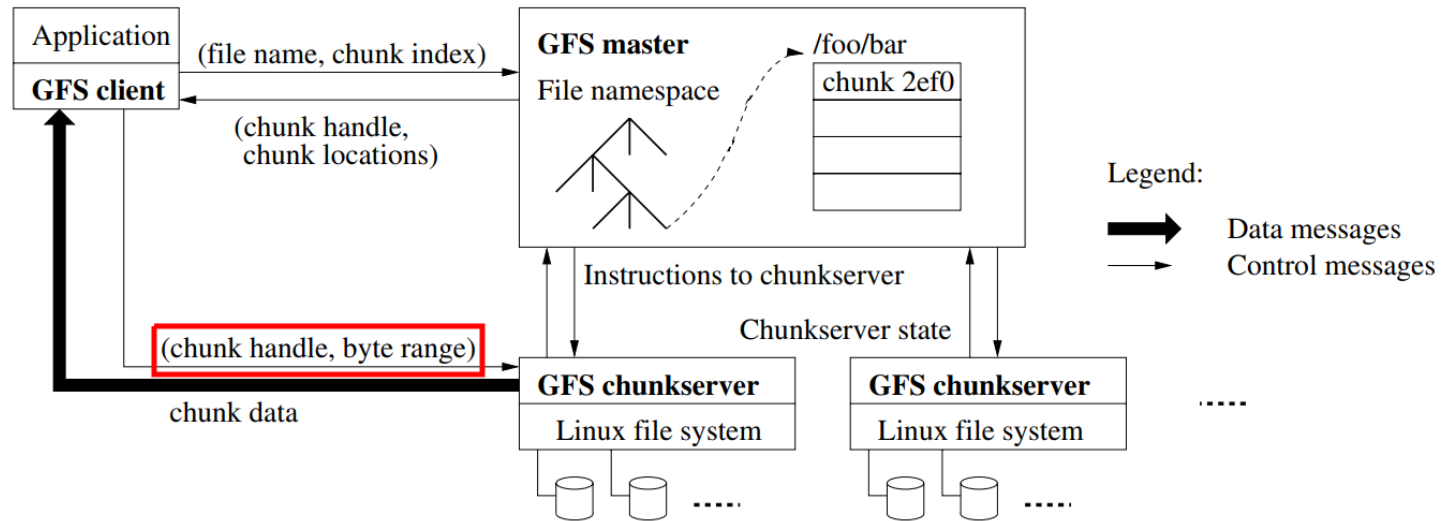 Application
GFS client
(file name, chunk index)
(chunk handle,
chunk locations)
GFS master
File namespace
/foo/bar
chunk 2ef0
Legend:
Data messages
Control messages
Instructions to chunkserver
Chunkserver state
(chunk handle, byte range)
chunk data
GFS chunkserver
Linux file system
GFS chunkserver
Linux file system